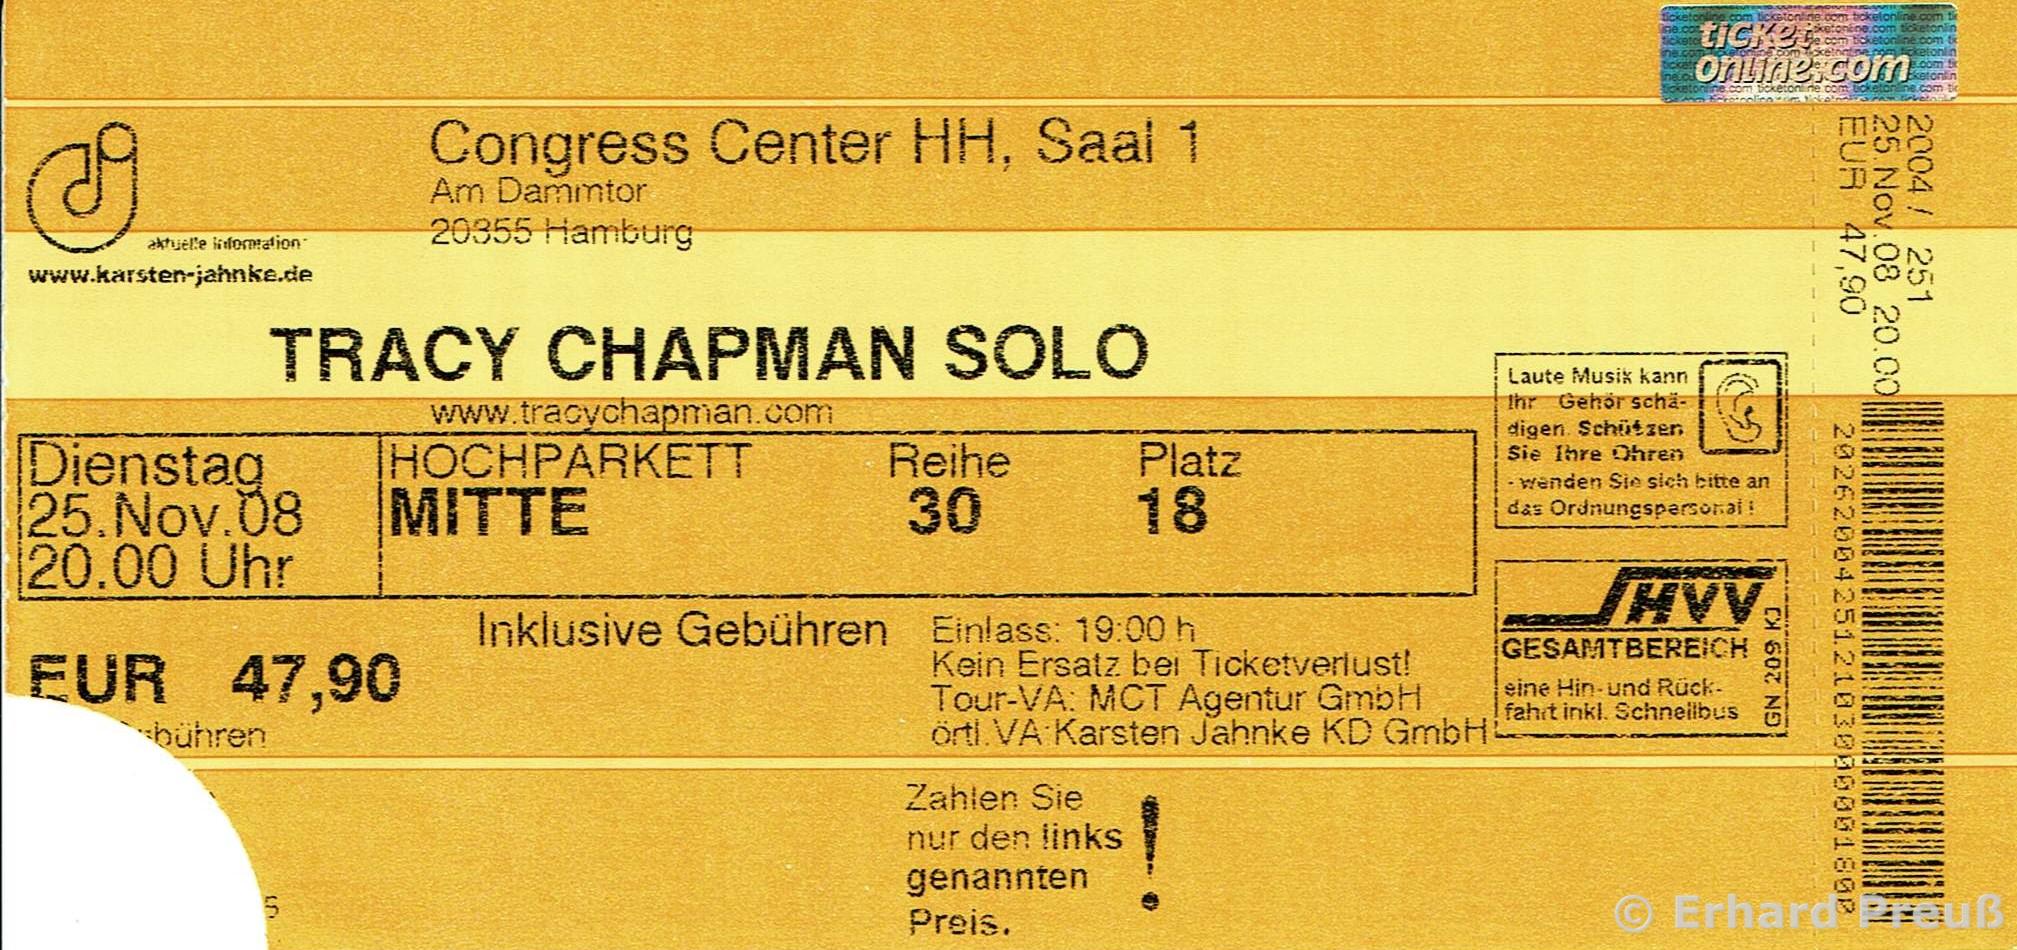 ticket
online.com
Congress Center HH, Saal 1
Am Dammtor
20355 Hamburg
aktuelle Information:
www.karsten-jahnke.de
TRACY CHAPMAN SOLO
www.tracychapman.com
Dienstag
25.Nov.08
20.00 Uhr
HOCHPARKETT
MITTE
Reihe
30
Platz
18
Inklusive Gebühren
EUR 47,90
bühren
Einlass: 19:00 h
Kein Ersatz bei Ticketverlust!
Tour-VA: MCT Agentur GmbH
örtl.VA:Karsten Jahnke KD GmbH
Zahlen Sie
nur den links
genannten
Preis.
!
5
Laute Musik kann
Ihr Gehör schä-
digen. Schützen
Sie Ihre Ohren
- wenden Sie sich bitte an
das Ordnungspersonal !
HVV
GESAMTBEREICH
eine Hin- und Rück-
fahrt inkl. Schnellbus
GN 209 KJ
2004/ 251
25.Nov.08 20.00
EUR 47,90
© Erhard Preuß